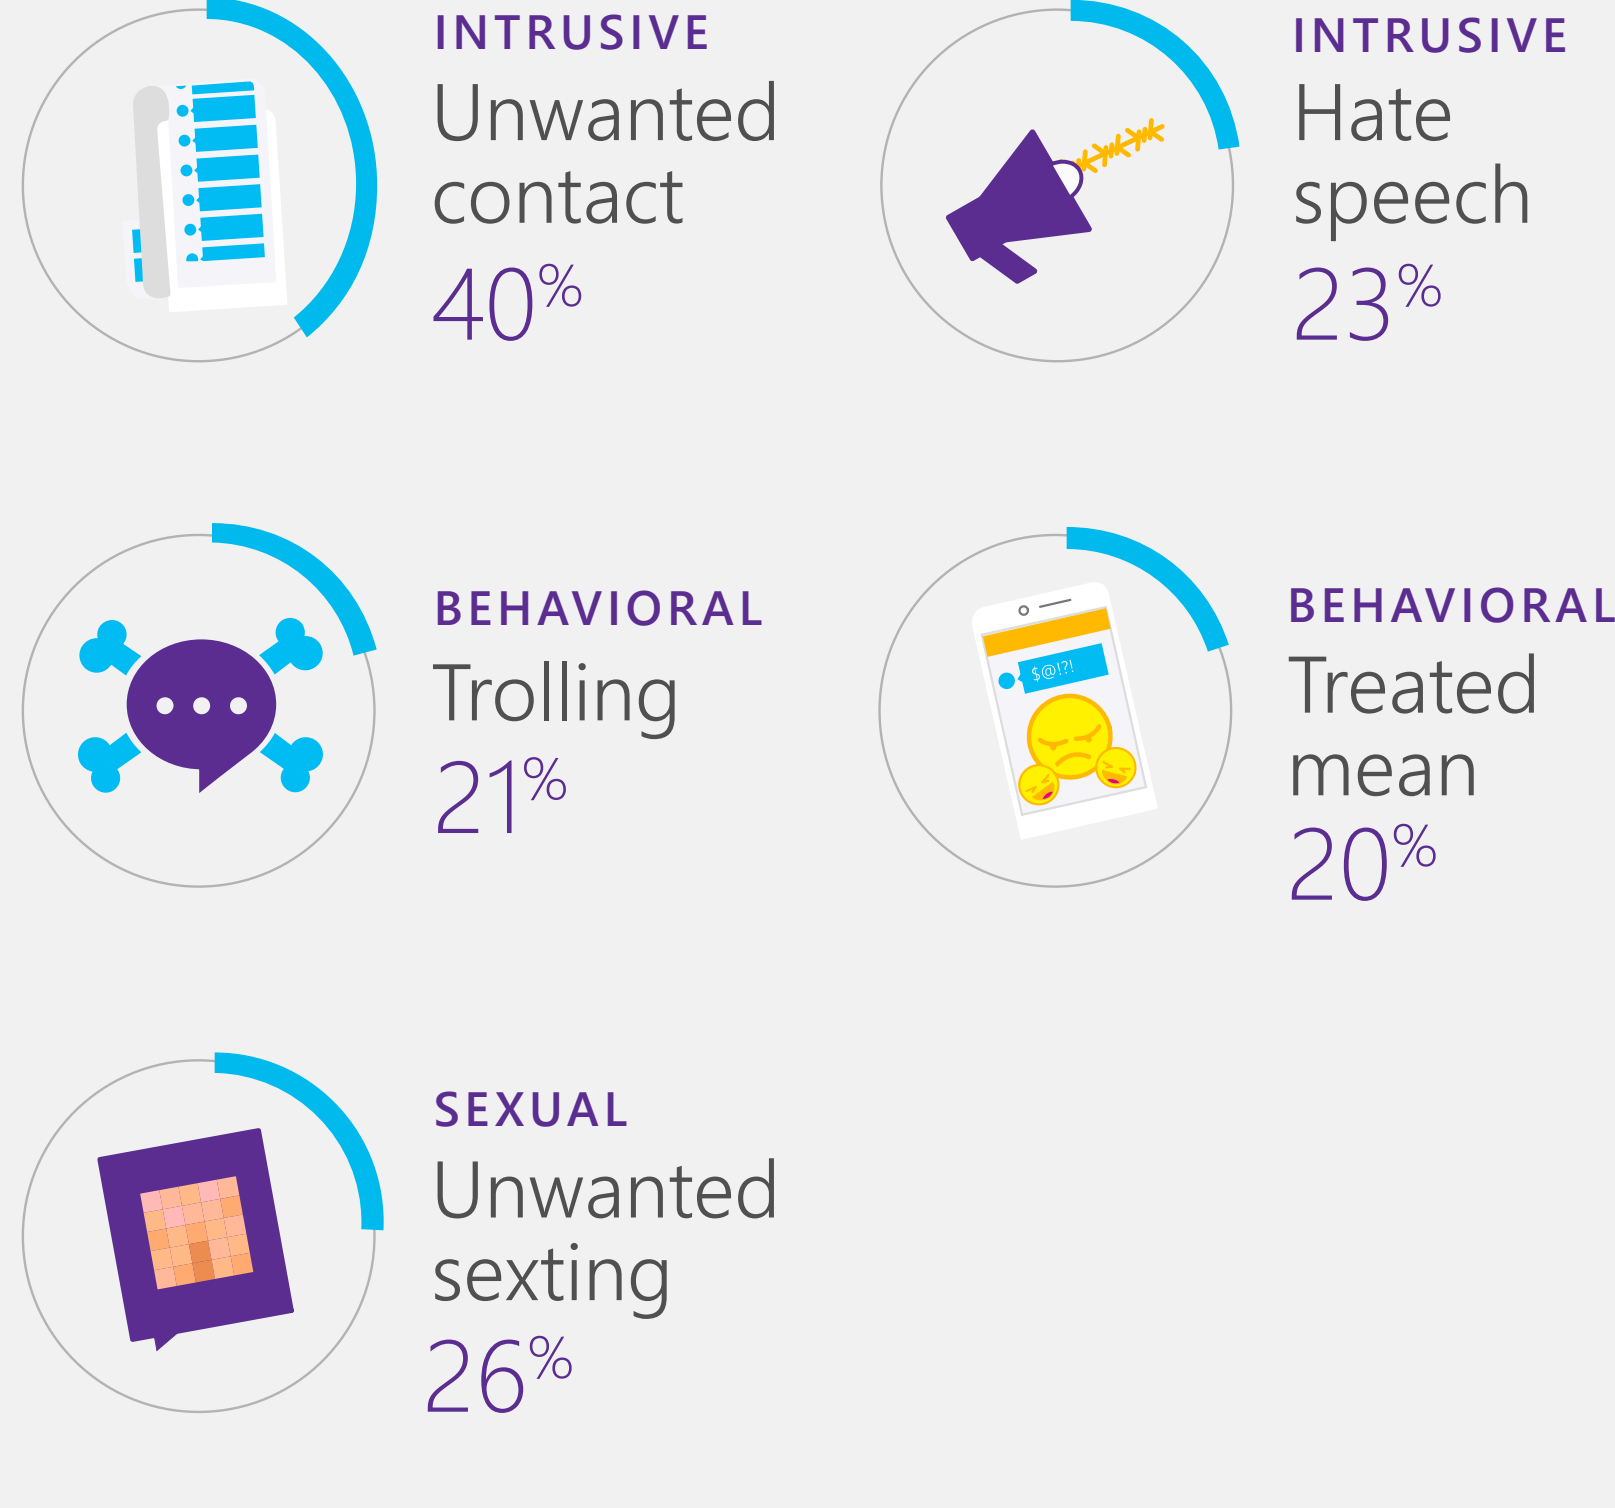 INTRUSIVE
Unwanted
contact
40%
INTRUSIVE
Hate
speech
23%
BEHAVIORAL
Trolling
21%
$@!?!
BEHAVIORAL
Treated
mean
20%
SEXUAL
Unwanted
sexting
26%